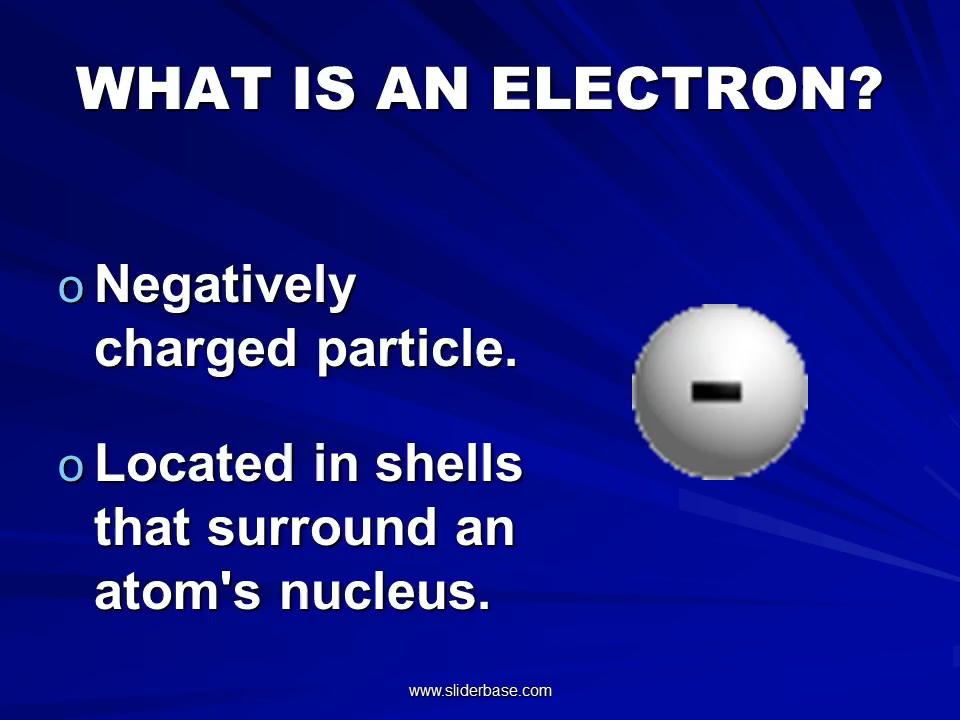 WHAT IS AN ELECTRON?
o Negatively
charged particle.
o Located in shells
that surround an
atom's nucleus.
-
www.sliderbase.com